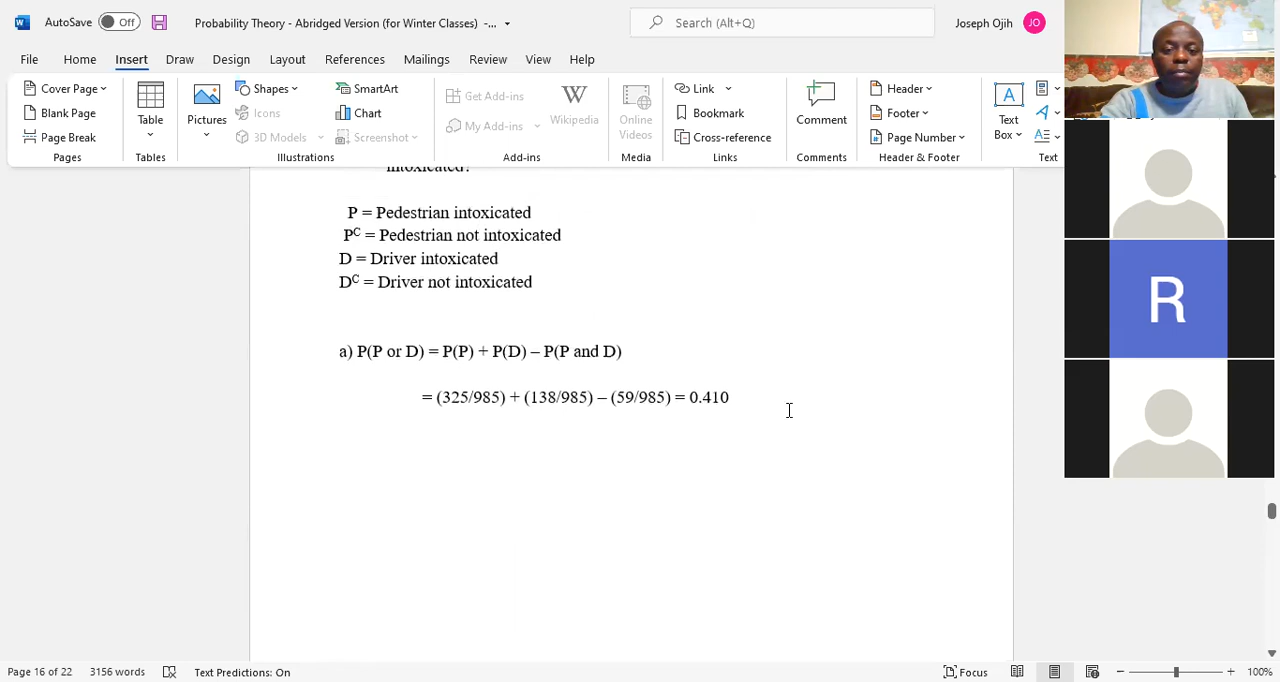 AutoSave Off Probability Theory - Abridged Version (for Winter Classes) -... Search (Alt+Q) Joseph Ojih JO
File Home Insert Draw Design Layout References Mailings Review View Help
Cover Page
Blank Page
Page Break
Pages
Table
Tables
Pictures
Shapes
Icons
3D Models
SmartArt
Chart
Screenshot
Illustrations
Get Add-ins
My Add-ins
Wikipedia
Add-ins
Online
Videos
Media
Link
Bookmark
Cross-reference
Links
Comment
Comments
Header
Footer
Page Number
Header & Footer
A
Text
Box
Text
intoxicated?
P = Pedestrian intoxicated
Pᶜ = Pedestrian not intoxicated
D = Driver intoxicated
Dᶜ = Driver not intoxicated
a) P(P or D) = P(P) + P(D) – P(P and D)
= (325/985) + (138/985) – (59/985) = 0.410
R
Page 16 of 22 3156 words Text Predictions: On Focus 100%